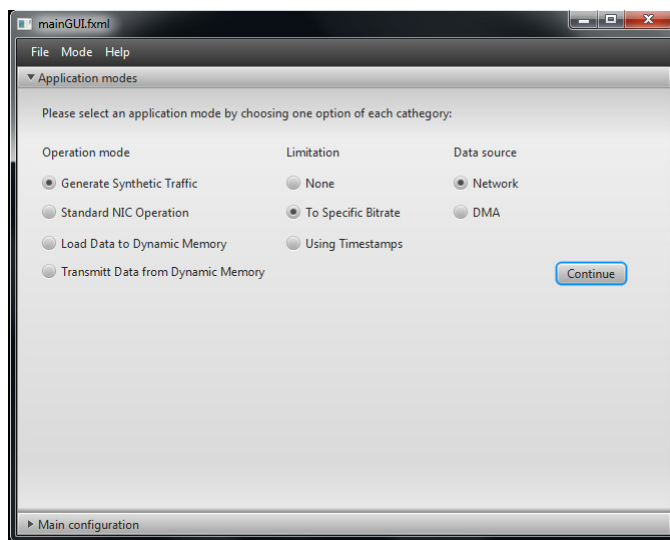 mainGUI.fxml
File Mode Help
Application modes
Please select an application mode by choosing one option of each cathegory:
Operation mode Limitation Data source
Generate Synthetic Traffic None Network
Standard NIC Operation To Specific Bitrate DMA
Load Data to Dynamic Memory Using Timestamps
Transmitt Data from Dynamic Memory Continue
Main configuration